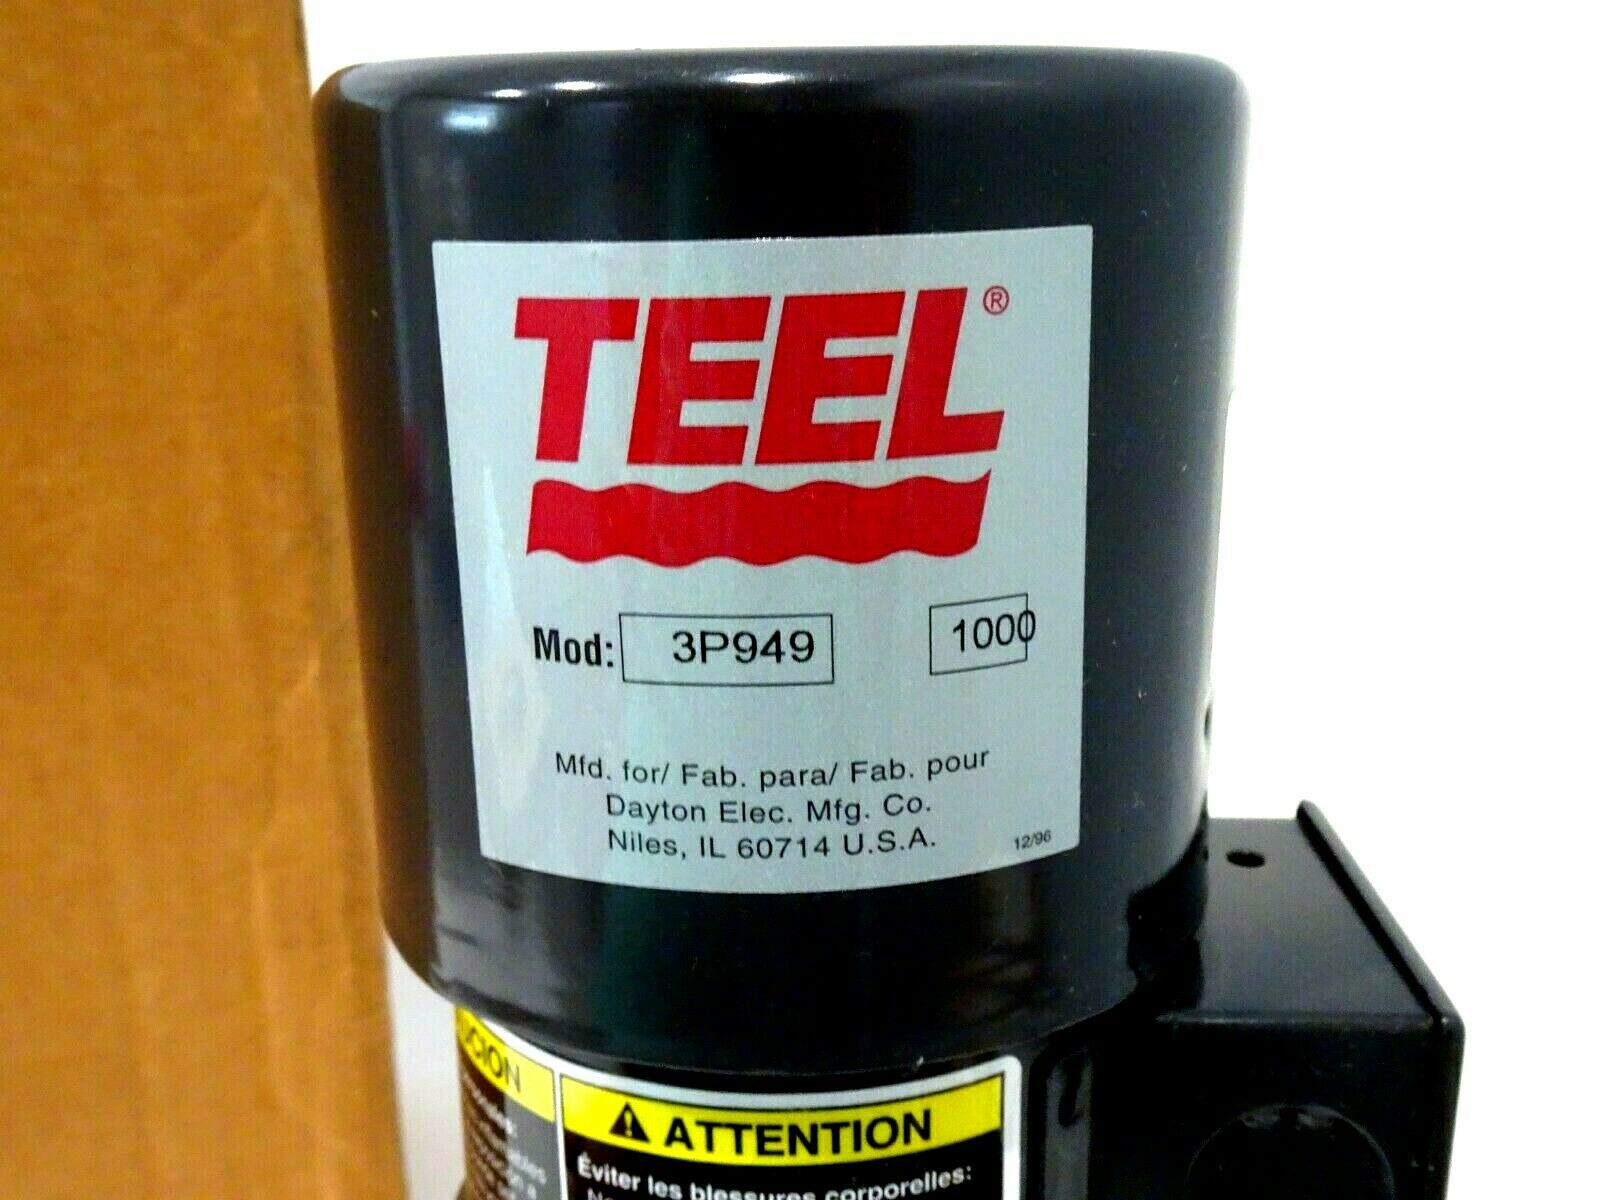 TEEL®
Mod: 3P949 1000
Mfd. for/ Fab. para/ Fab. pour
Dayton Elec. Mfg. Co.
Niles, IL 60714 U.S.A.
12/96
UCION
ATTENTION
Éviter les blessures corporelles: